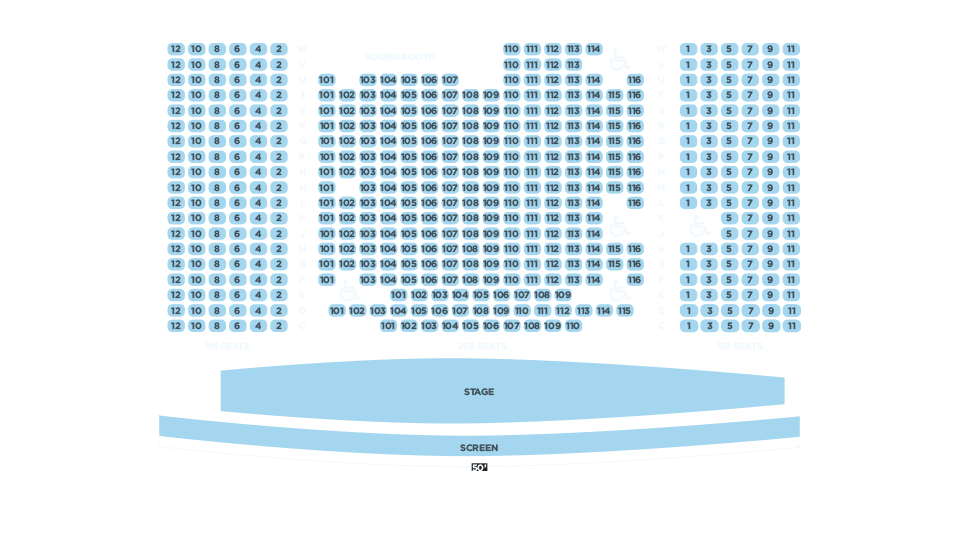 12 10 8 6 4 2 W 110 111 112 113 114 W 1 3 5 7 9 11
SOUND BOOTH
12 10 8 6 4 2 V 110 111 112 113 V 1 3 5 7 9 11
12 10 8 6 4 2 U 101 103 104 105 106 107 110 111 112 113 114 116 U 1 3 5 7 9 11
12 10 8 6 4 2 T 101 102 103 104 105 106 107 108 109 110 111 112 113 114 115 116 T 1 3 5 7 9 11
12 10 8 6 4 2 S 101 102 103 104 105 106 107 108 109 110 111 112 113 114 115 116 S 1 3 5 7 9 11
12 10 8 6 4 2 R 101 102 103 104 105 106 107 108 109 110 111 112 113 114 115 116 R 1 3 5 7 9 11
12 10 8 6 4 2 Q 101 102 103 104 105 106 107 108 109 110 111 112 113 114 115 116 Q 1 3 5 7 9 11
12 10 8 6 4 2 P 101 102 103 104 105 106 107 108 109 110 111 112 113 114 115 116 P 1 3 5 7 9 11
12 10 8 6 4 2 N 101 102 103 104 105 106 107 108 109 110 111 112 113 114 115 116 N 1 3 5 7 9 11
12 10 8 6 4 2 M 101 103 104 105 106 107 108 109 110 111 112 113 114 115 116 M 1 3 5 7 9 11
12 10 8 6 4 2 L 101 102 103 104 105 106 107 108 109 110 111 112 113 114 116 L 1 3 5 7 9 11
12 10 8 6 4 2 K 101 102 103 104 105 106 107 108 109 110 111 112 113 114 K 5 7 9 11
12 10 8 6 4 2 J 101 102 103 104 105 106 107 108 109 110 111 112 113 114 J 5 7 9 11
12 10 8 6 4 2 H 101 102 103 104 105 106 107 108 109 110 111 112 113 114 115 116 H 1 3 5 7 9 11
12 10 8 6 4 2 G 101 102 103 104 105 106 107 108 109 110 111 112 113 114 115 116 G 1 3 5 7 9 11
12 10 8 6 4 2 F 101 103 104 105 106 107 108 109 110 111 112 113 114 116 F 1 3 5 7 9 11
12 10 8 6 4 2 E 101 102 103 104 105 106 107 108 109 E 1 3 5 7 9 11
12 10 8 6 4 2 D 101 102 103 104 105 106 107 108 109 110 111 112 113 114 115 D 1 3 5 7 9 11
12 10 8 6 4 2 C 101 102 103 104 105 106 107 108 109 110 C 1 3 5 7 9 11
114 SEATS 255 SEATS 110 SEATS
STAGE
SCREEN
50'